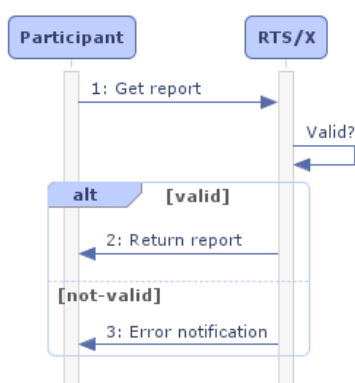 Participant
RTS/X
1: Get report
Valid?
alt
[valid]
2: Return report
[not-valid]
3: Error notification